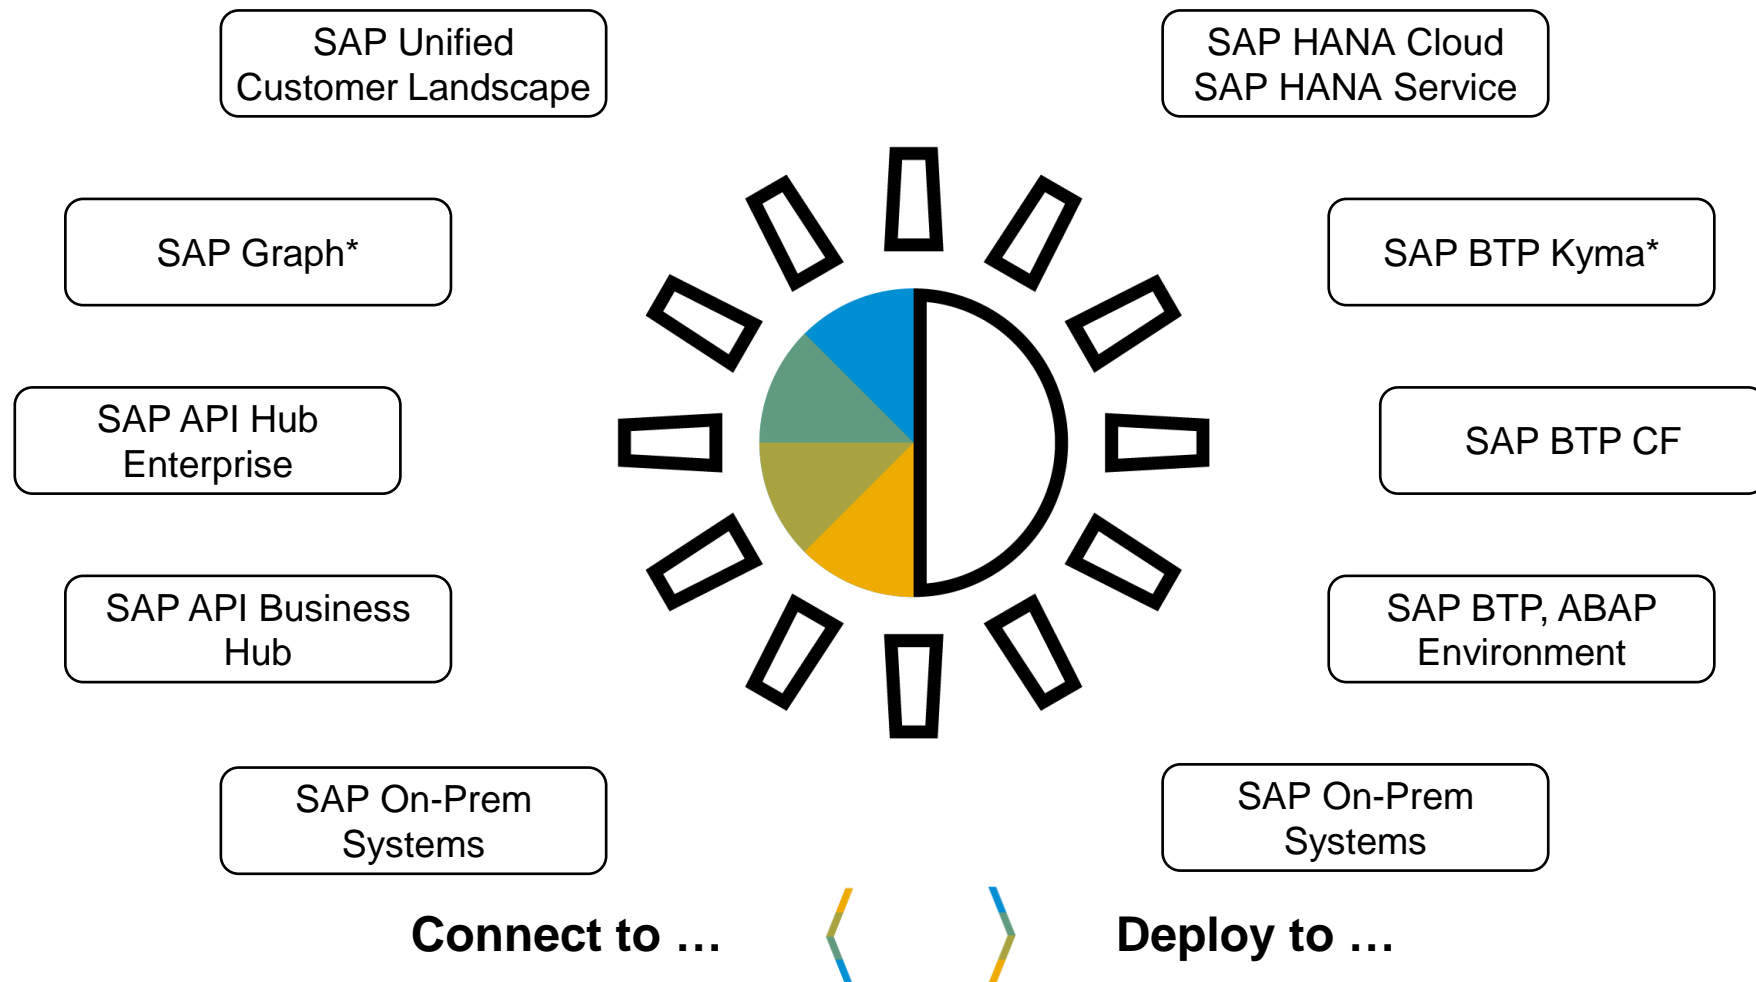 SAP Unified
Customer Landscape
SAP Graph*
SAP API Hub
Enterprise
SAP API Business
Hub
SAP On-Prem
Systems
Connect to …
SAP HANA Cloud
SAP HANA Service
SAP BTP Kyma*
SAP BTP CF
SAP BTP, ABAP
Environment
SAP On-Prem
Systems
Deploy to …